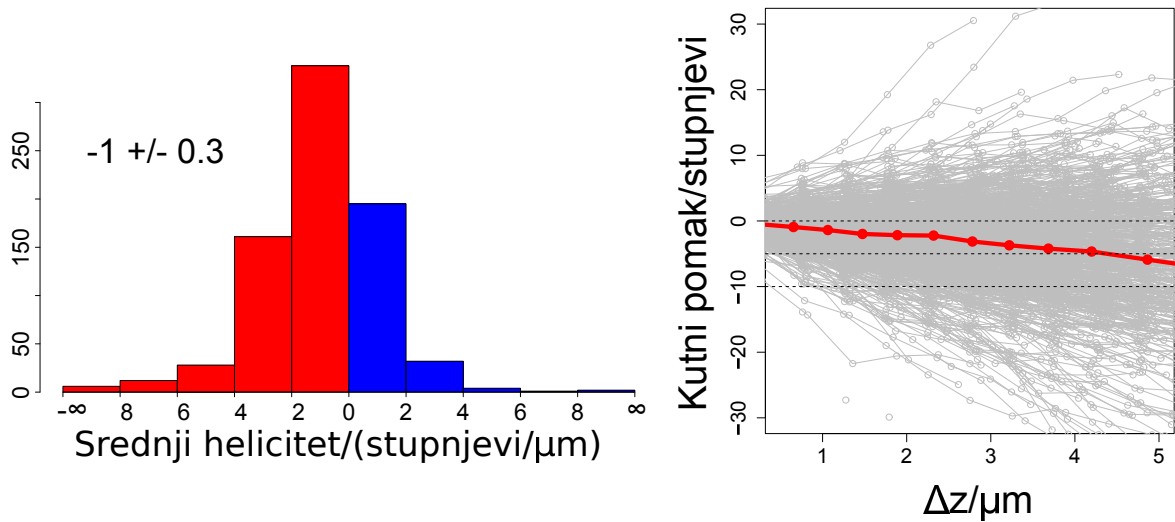 -1 +/- 0.3
250
150
50
0
-∞ 8 6 4 2 0 2 4 6 8 ∞
Srednji helicitet/(stupnjevi/µm)
Kutni pomak/stupnjevi
30
20
10
0
−10
−20
−30
1 2 3 4 5
Δz/µm